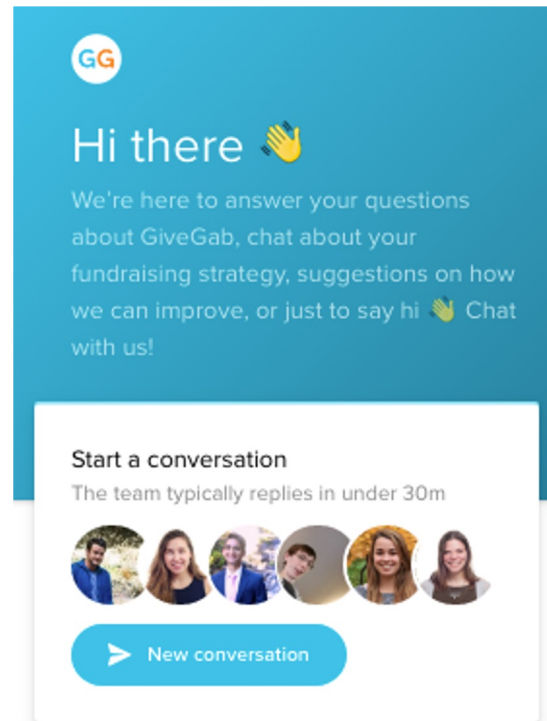 GG
Hi there 👋
We're here to answer your questions
about GiveGab, chat about your
fundraising strategy, suggestions on how
we can improve, or just to say hi 👋 Chat
with us!
Start a conversation
The team typically replies in under 30m
New conversation